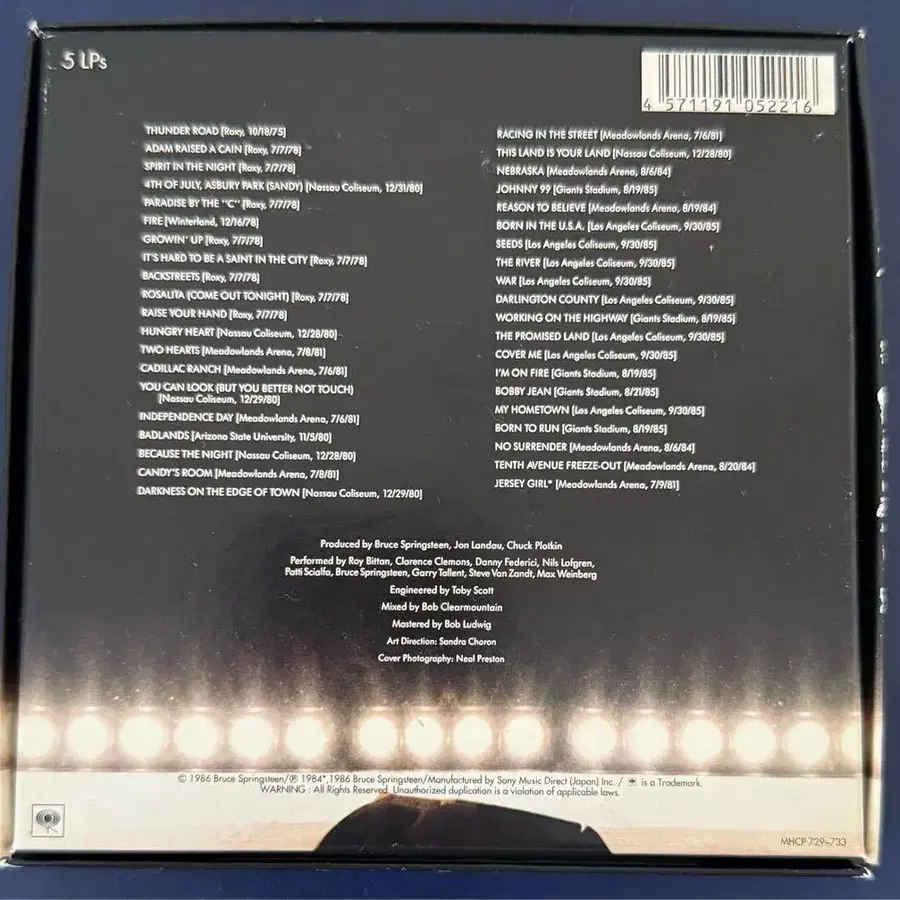 5 LPs
4 571191 052216
THUNDER ROAD [Roxy, 10/18/75]
ADAM RAISED A CAIN [Roxy, 7/7/78]
SPIRIT IN THE NIGHT [Roxy, 7/7/78]
4TH OF JULY, ASBURY PARK (SANDY) [Nassau Coliseum, 12/31/80]
PARADISE BY THE "C" [Roxy, 7/7/78]
FIRE [Winterland, 12/16/78]
GROWIN' UP [Roxy, 7/7/78]
IT'S HARD TO BE A SAINT IN THE CITY [Roxy, 7/7/78]
BACKSTREETS [Roxy, 7/7/78]
ROSALITA (COME OUT TONIGHT) [Roxy, 7/7/78]
RAISE YOUR HAND [Roxy, 7/7/78]
HUNGRY HEART [Nassau Coliseum, 12/28/80]
TWO HEARTS [Meadowlands Arena, 7/8/81]
CADILLAC RANCH [Meadowlands Arena, 7/6/81]
YOU CAN LOOK (BUT YOU BETTER NOT TOUCH)
[Nassau Coliseum, 12/29/80]
INDEPENDENCE DAY [Meadowlands Arena, 7/6/81]
BADLANDS [Arizona State University, 11/5/80]
BECAUSE THE NIGHT [Nassau Coliseum, 12/28/80]
CANDY'S ROOM [Meadowlands Arena, 7/8/81]
DARKNESS ON THE EDGE OF TOWN [Nassau Coliseum, 12/29/80]
RACING IN THE STREET [Meadowlands Arena, 7/6/81]
THIS LAND IS YOUR LAND [Nassau Coliseum, 12/28/80]
NEBRASKA [Meadowlands Arena, 8/6/84]
JOHNNY 99 [Giants Stadium, 8/19/85]
REASON TO BELIEVE [Meadowlands Arena, 8/19/84]
BORN IN THE U.S.A. [Los Angeles Coliseum, 9/30/85]
SEEDS [Los Angeles Coliseum, 9/30/85]
THE RIVER [Los Angeles Coliseum, 9/30/85]
WAR [Los Angeles Coliseum, 9/30/85]
DARLINGTON COUNTY [Los Angeles Coliseum, 9/30/85]
WORKING ON THE HIGHWAY [Giants Stadium, 8/19/85]
THE PROMISED LAND [Los Angeles Coliseum, 9/30/85]
COVER ME [Los Angeles Coliseum, 9/30/85]
I'M ON FIRE [Giants Stadium, 8/19/85]
BOBBY JEAN [Giants Stadium, 8/21/85]
MY HOMETOWN [Los Angeles Coliseum, 9/30/85]
BORN TO RUN [Giants Stadium, 8/19/85]
NO SURRENDER [Meadowlands Arena, 8/6/84]
TENTH AVENUE FREEZE-OUT [Meadowlands Arena, 8/20/84]
JERSEY GIRL* [Meadowlands Arena, 7/9/81]
Produced by Bruce Springsteen, Jon Landau, Chuck Plotkin
Performed by Roy Bittan, Clarence Clemons, Danny Federici, Nils Lofgren,
Patti Scialfa, Bruce Springsteen, Garry Tallent, Steve Van Zandt, Max Weinberg
Engineered by Toby Scott
Mixed by Bob Clearmountain
Mastered by Bob Ludwig
Art Direction: Sandra Choron
Cover Photography: Neal Preston
© 1986 Bruce Springsteen/℗ 1984*,1986 Bruce Springsteen/Manufactured by Sony Music Direct (Japan) Inc. / is a Trademark.
WARNING : All Rights Reserved. Unauthorized duplication is a violation of applicable laws.
MHCP 729~733